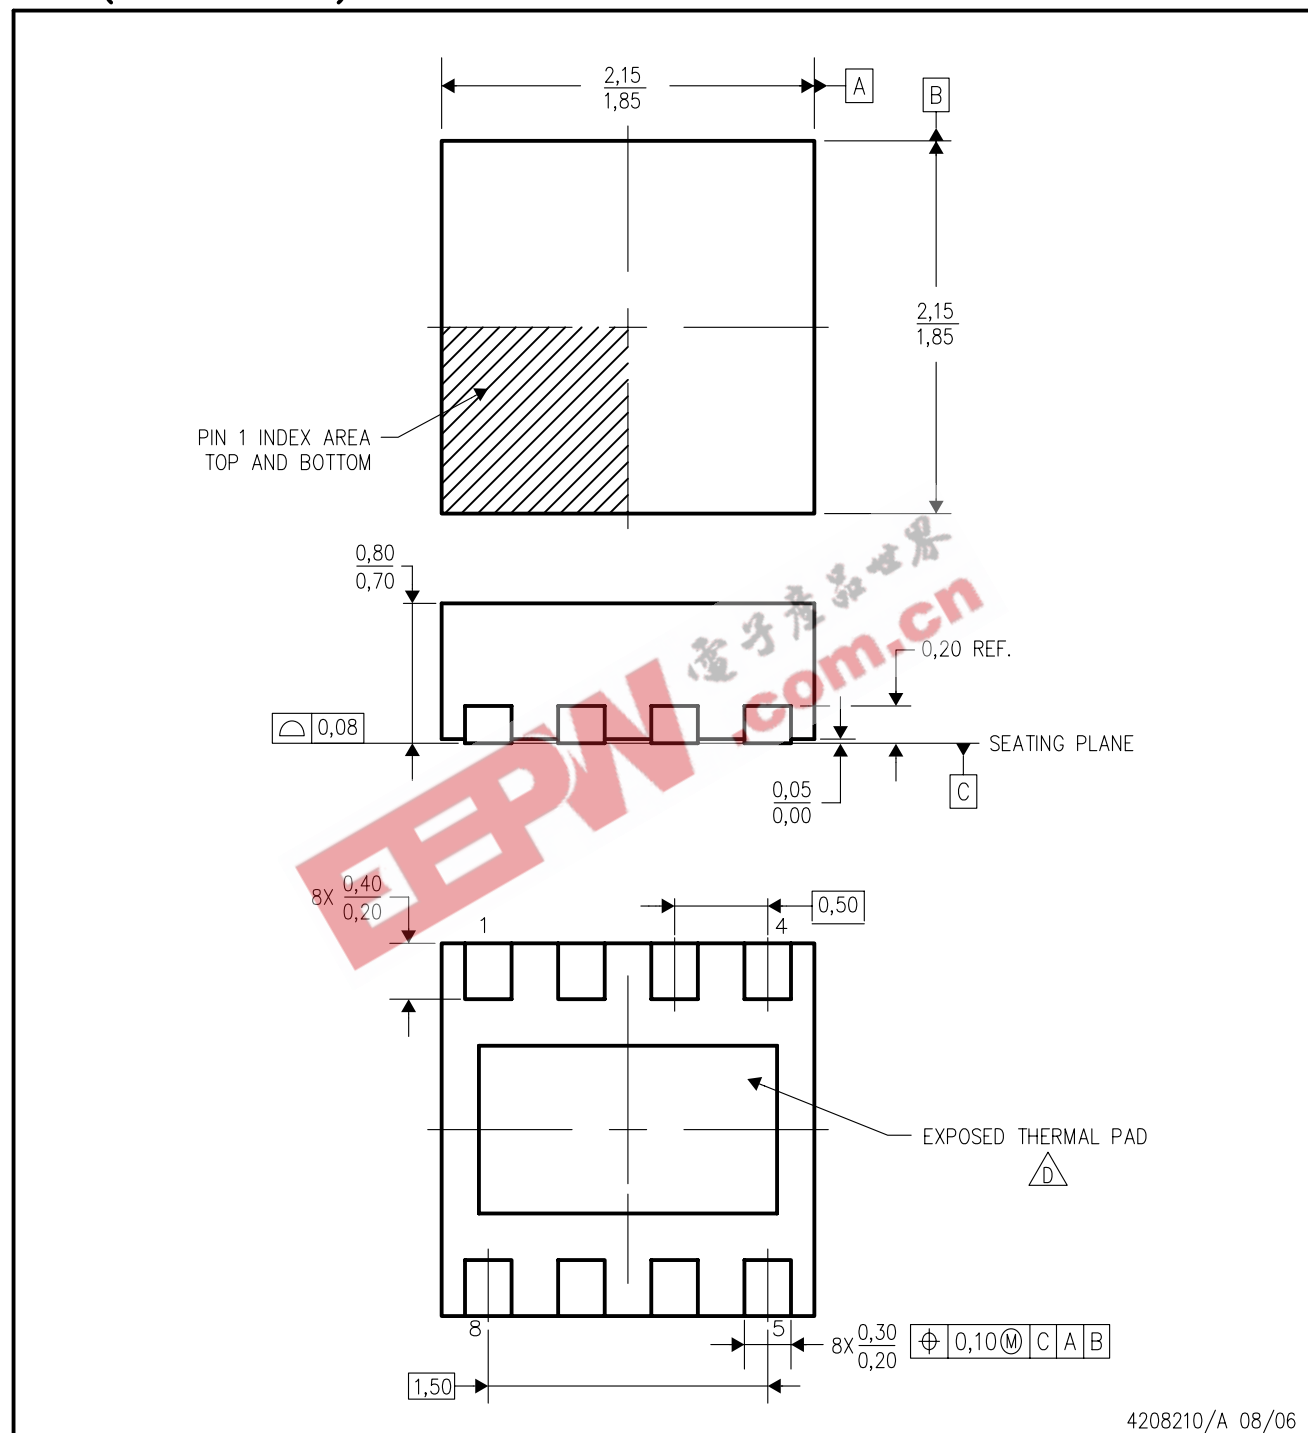 2,15
1,85
A
B
2,15
1,85
PIN 1 INDEX AREA
TOP AND BOTTOM
0,80
0,70
電子產品世界
.com.cn
0,20 REF.
0,08
SEATING PLANE
0,05
0,00
C
EEPW
8X 0,40
0,20
0,50
1
4
EXPOSED THERMAL PAD
D
8
5
8X 0,30
0,20
0,10 Ⓜ C A B
1,50
4208210/A 08/06